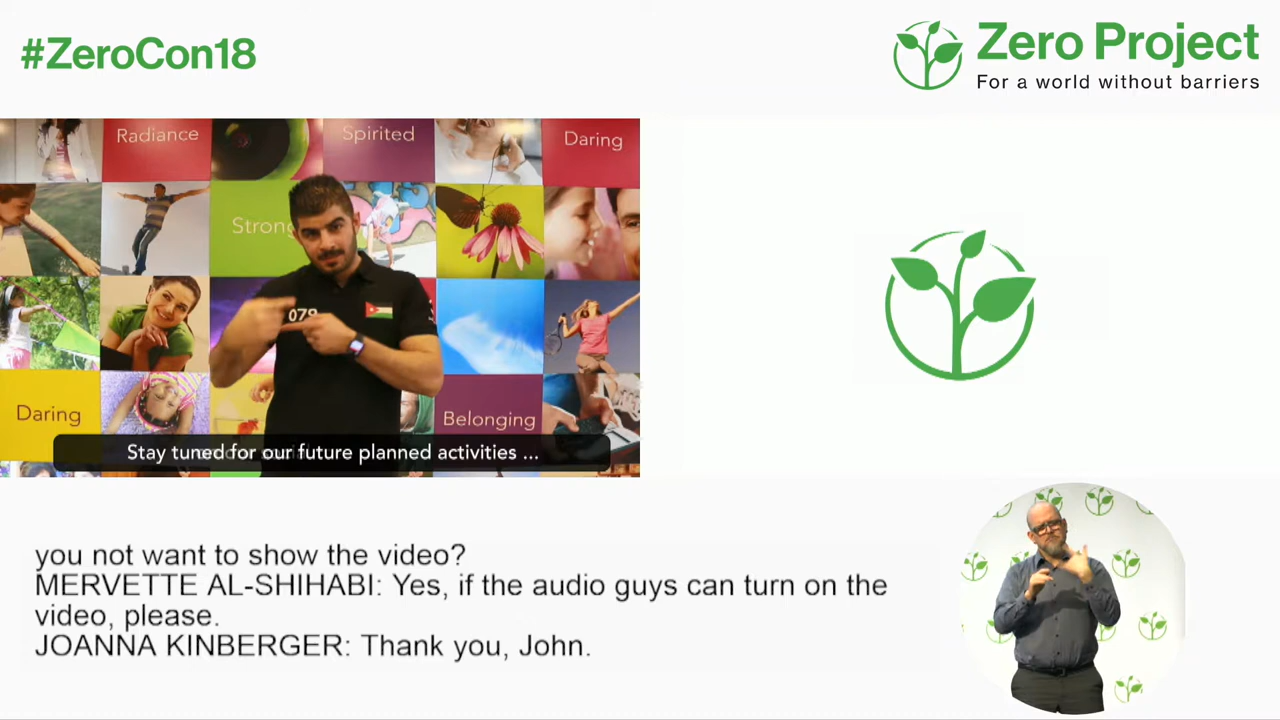 #ZeroCon18
Zero Project
For a world without barriers
Radiance
Spirited
Daring
Strong
079
Daring
Belonging
Stay tuned for our future planned activities ...
you not want to show the video?
MERVETTE AL-SHIHABI: Yes, if the audio guys can turn on the
video, please.
JOANNA KINBERGER: Thank you, John.